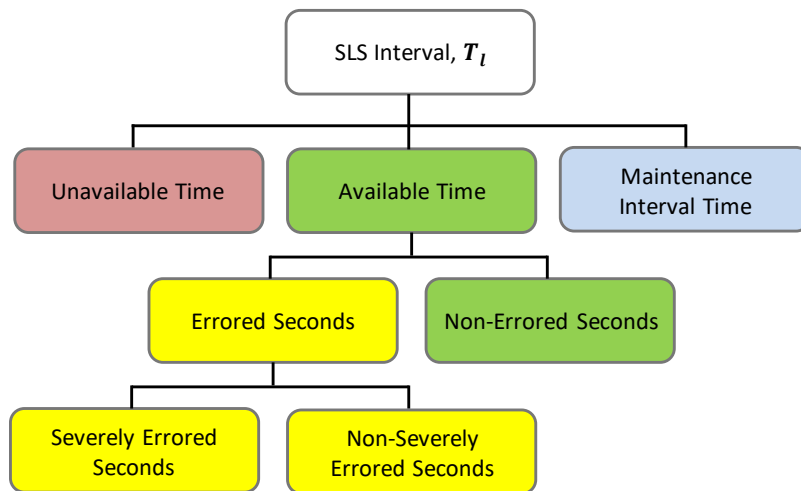 SLS Interval, T_l
Unavailable Time
Available Time
Maintenance
Interval Time
Errored Seconds
Non-Errored Seconds
Severely Errored
Seconds
Non-Severely
Errored Seconds